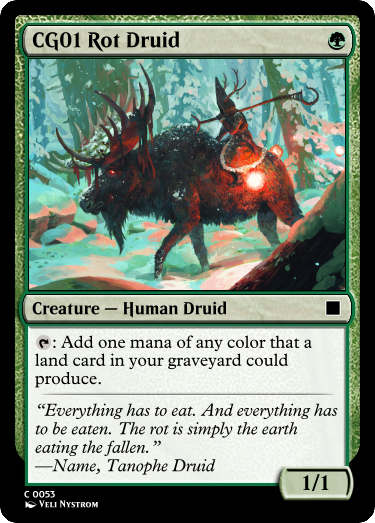 CG01 Rot Druid
Creature — Human Druid
: Add one mana of any color that a
land card in your graveyard could
produce.
“Everything has to eat. And everything has
to be eaten. The rot is simply the earth
eating the fallen.”
—Name, Tanophe Druid
1/1
C 0053
Veli Nystrom